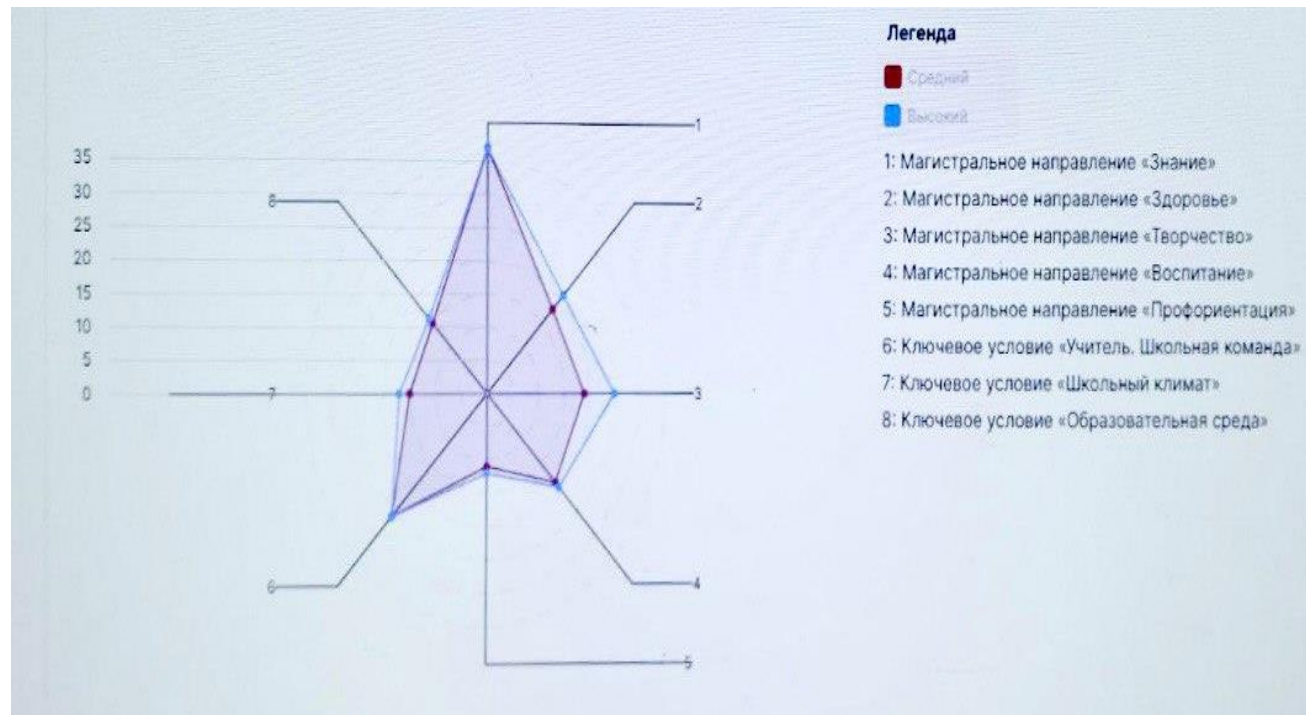 Легенда
Средний
Высокий
1: Магистральное направление «Знание»
2: Магистральное направление «Здоровье»
3: Магистральное направление «Творчество»
4: Магистральное направление «Воспитание»
5: Магистральное направление «Профориентация»
6: Ключевое условие «Учитель. Школьная команда»
7: Ключевое условие «Школьный климат»
8: Ключевое условие «Образовательная среда»
35
30
25
20
15
10
5
0
1
2
3
4
5
6
7
8